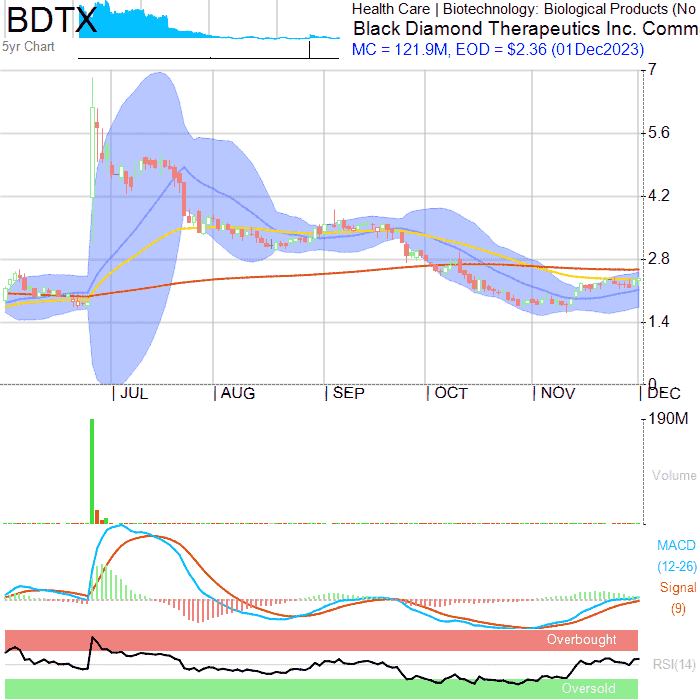 BDTX
5yr Chart
Health Care | Biotechnology: Biological Products (No
Black Diamond Therapeutics Inc. Comm
MC = 121.9M, EOD = $2.36 (01Dec2023)
7
5.6
4.2
2.8
1.4
0
JUL AUG SEP OCT NOV DEC
190M
Volume
MACD
(12-26)
Signal
(9)
Overbought
RSI(14)
Oversold